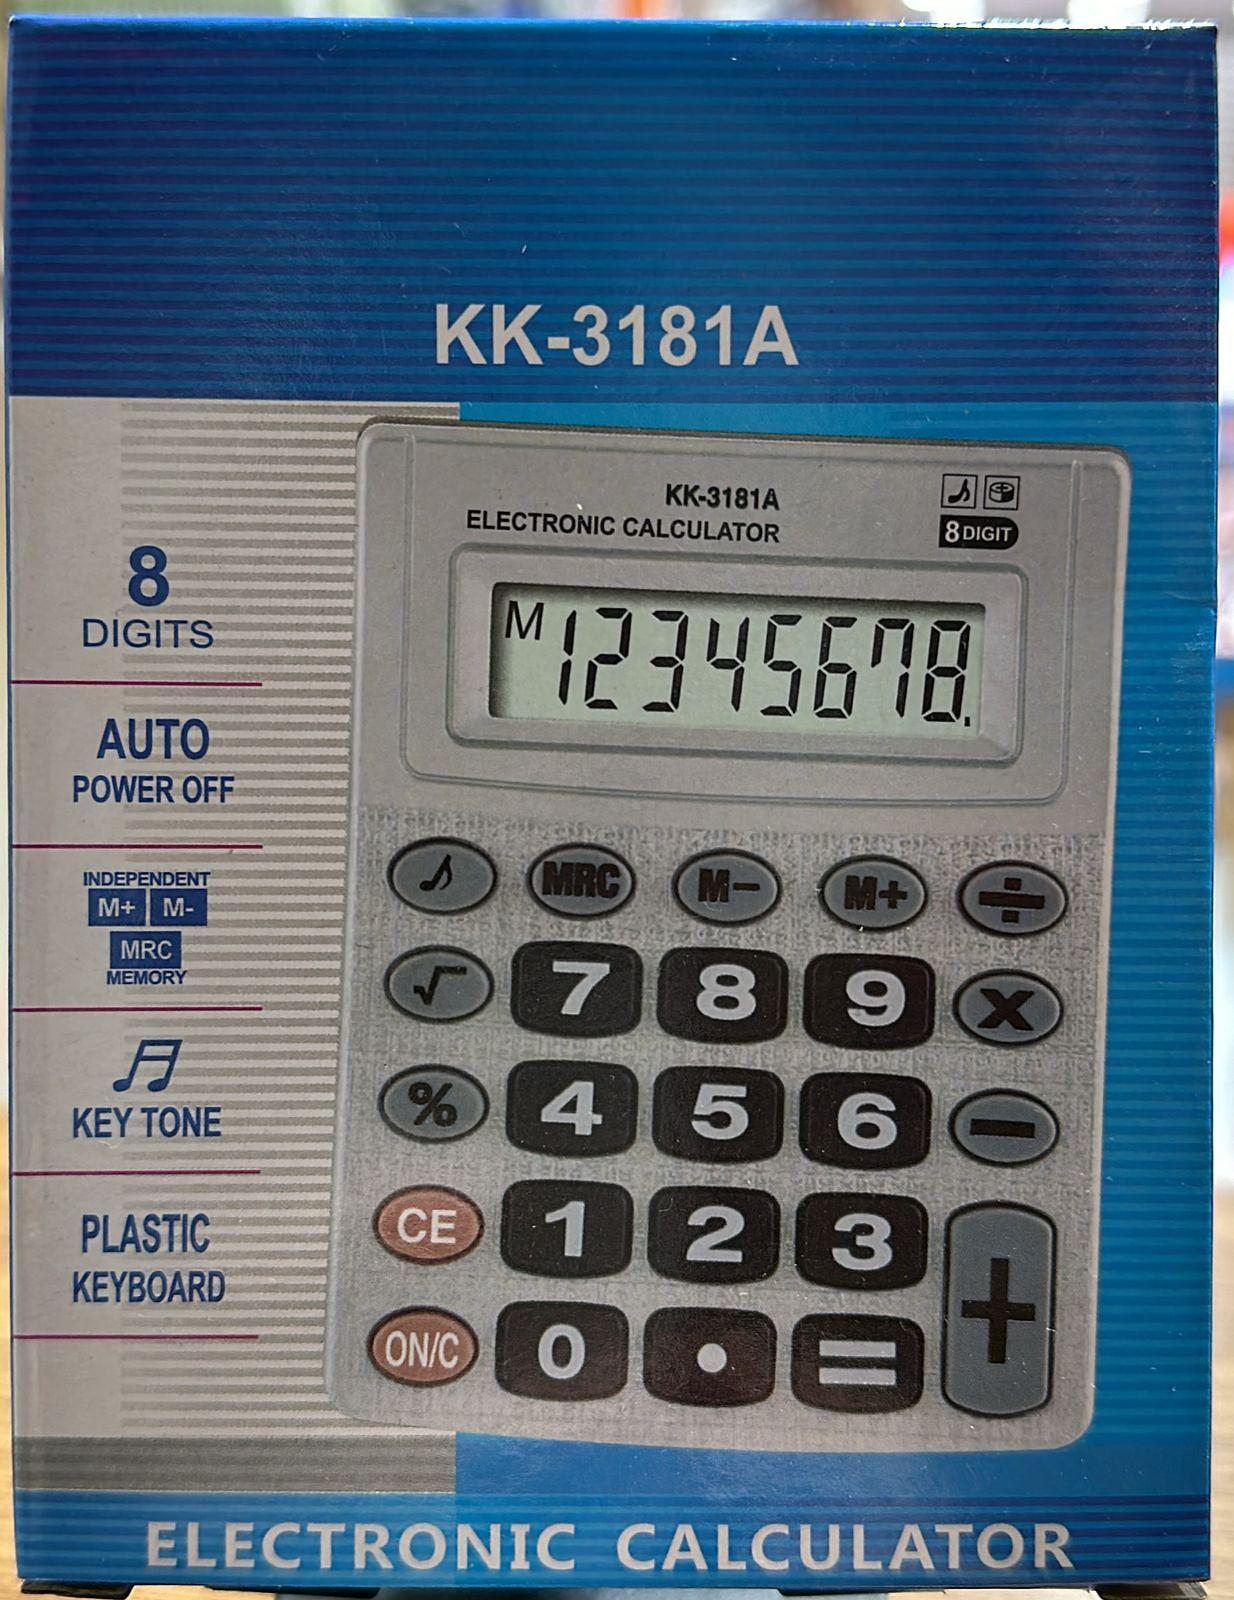 KK-3181A
8
DIGITS
AUTO
POWER OFF
INDEPENDENT
M+ M-
MRC
MEMORY
KEY TONE
PLASTIC
KEYBOARD
KK-3181A
ELECTRONIC CALCULATOR
8 DIGIT
M 12345678.
♪ MRC M− M+ ÷
√ 7 8 9 X
% 4 5 6 −
CE 1 2 3 +
ON/C 0 • =
ELECTRONIC CALCULATOR